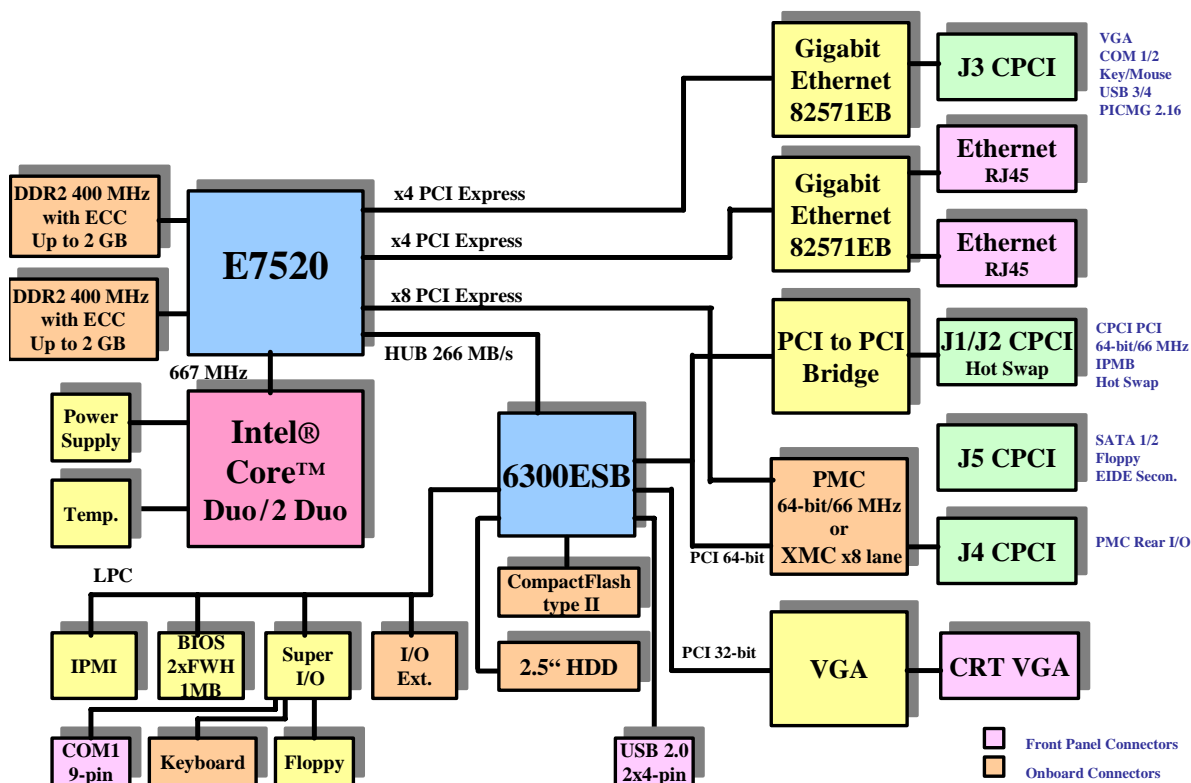 Gigabit
Ethernet
82571EB
J3 CPCI
VGA
COM 1/2
Key/Mouse
USB 3/4
PICMG 2.16
Ethernet
RJ45
DDR2 400 MHz
with ECC
Up to 2 GB
E7520
x4 PCI Express
x4 PCI Express
x8 PCI Express
HUB 266 MB/s
Gigabit
Ethernet
82571EB
Ethernet
RJ45
DDR2 400 MHz
with ECC
Up to 2 GB
667 MHz
PCI to PCI
Bridge
J1/J2 CPCI
Hot Swap
CPCI PCI
64-bit/66 MHz
IPMB
Hot Swap
Power
Supply
Temp.
Intel®
Core™
Duo/2 Duo
6300ESB
PMC
64-bit/66 MHz
or
XMC x8 lane
J5 CPCI
SATA 1/2
Floppy
EIDE Secon.
PCI 64-bit
J4 CPCI
PMC Rear I/O
LPC
CompactFlash
type II
IPMI
BIOS
2xFWH
1MB
Super
I/O
I/O
Ext.
2.5“ HDD
PCI 32-bit
VGA
CRT VGA
COM1
9-pin
Keyboard
Floppy
USB 2.0
2x4-pin
Front Panel Connectors
Onboard Connectors